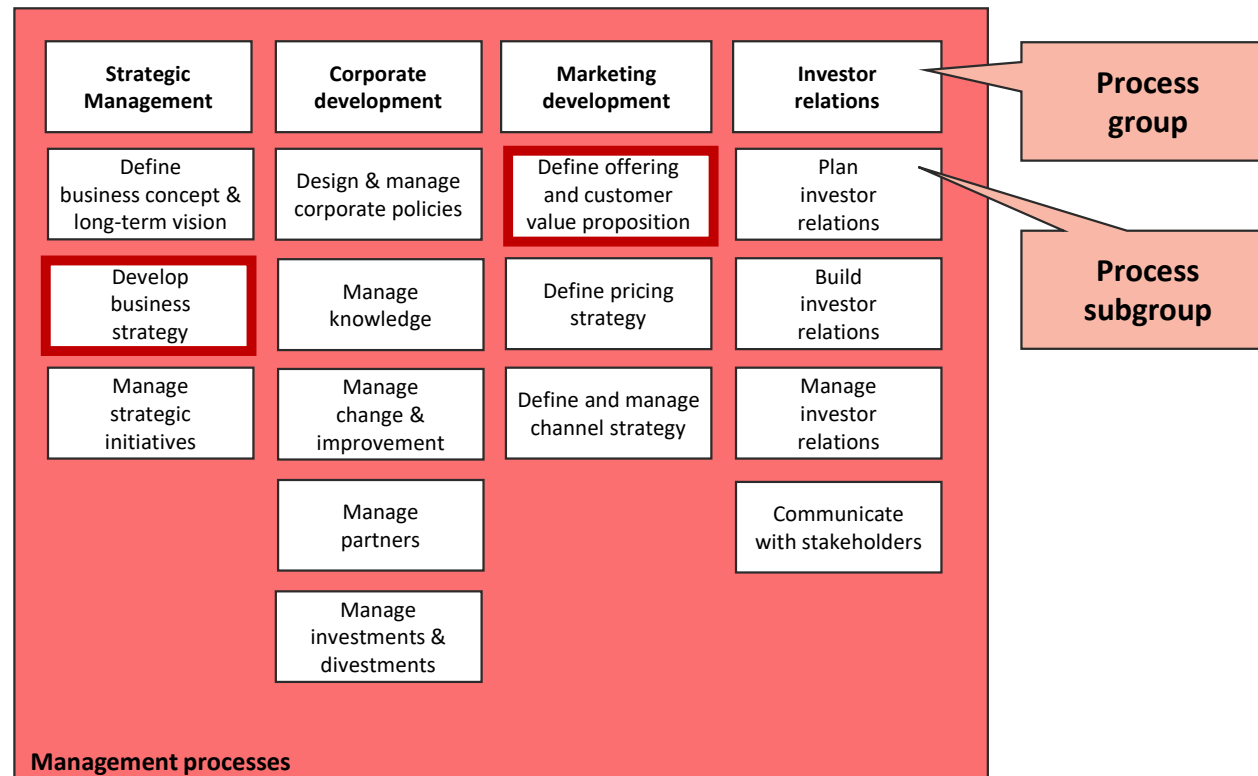 Strategic
Management
Corporate
development
Marketing
development
Investor
relations
Process
group
Define
business concept &
long-term vision
Design & manage
corporate policies
Define offering
and customer
value proposition
Plan
investor
relations
Process
subgroup
Develop
business
strategy
Manage
knowledge
Define pricing
strategy
Build
investor
relations
Manage
strategic
initiatives
Manage
change &
improvement
Define and manage
channel strategy
Manage
investor
relations
Manage
partners
Communicate
with stakeholders
Manage
investments &
divestments
Management processes